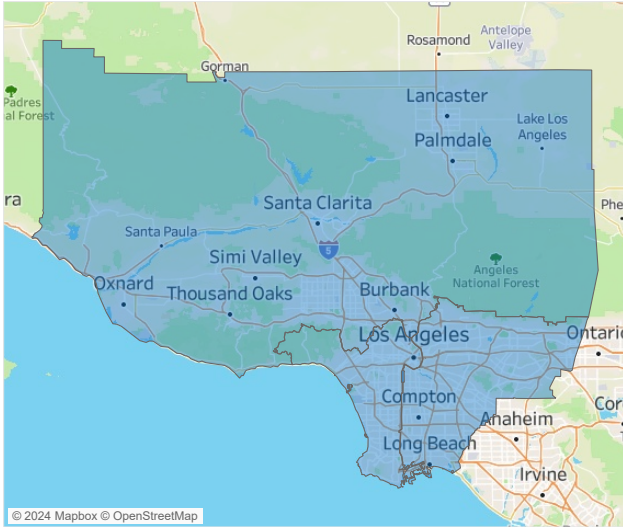 Rosamond
Antelope
Valley
Gorman
Padres
al Forest
Lancaster
Lake Los
Angeles
Palmdale
ra
Santa Clarita
Phe
Santa Paula
5
Simi Valley
Angeles
National Forest
Oxnard
Thousand Oaks
Burbank
Los Angeles
Ontario
Compton
Cor
Anaheim
Long Beach
Irvine
© 2024 Mapbox © OpenStreetMap